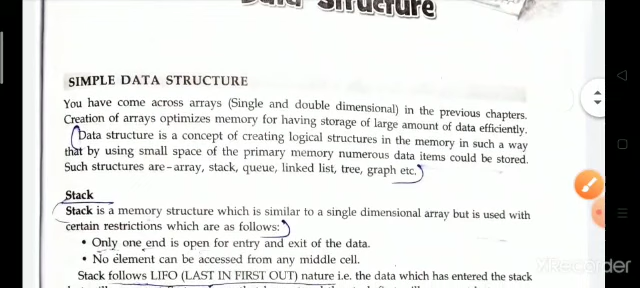 Data Structure
SIMPLE DATA STRUCTURE
You have come across arrays (Single and double dimensional) in the previous chapters.
Creation of arrays optimizes memory for having storage of large amount of data efficiently.
Data structure is a concept of creating logical structures in the memory in such a way
that by using small space of the primary memory numerous data items could be stored.
Such structures are – array, stack, queue, linked list, tree, graph etc.
Stack
Stack is a memory structure which is similar to a single dimensional array but is used with
certain restrictions which are as follows:
• Only one end is open for entry and exit of the data.
• No element can be accessed from any middle cell.
Stack follows LIFO (LAST IN FIRST OUT) nature i.e. the data which has entered the stack
XRECORDER